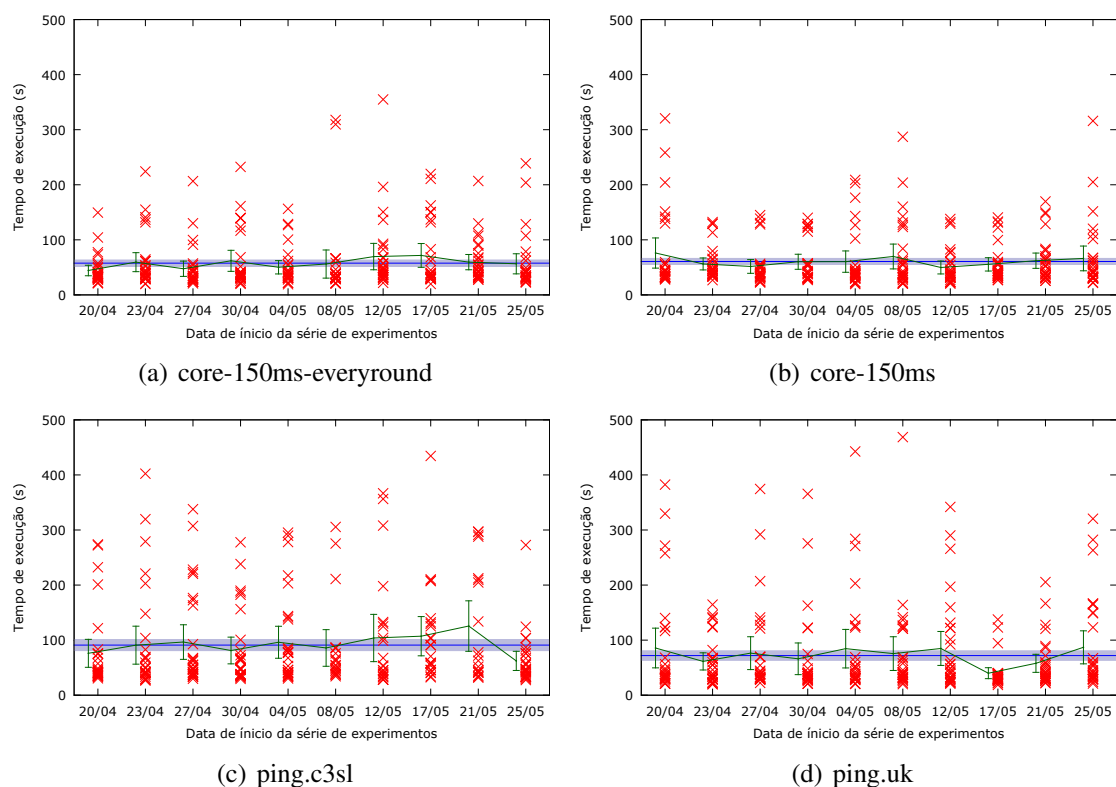 500
400
300
200
100
0
Tempo de execução (s)
20/04 23/04 27/04 30/04 04/05 08/05 12/05 17/05 21/05 25/05
Data de ínicio da série de experimentos
(a) core-150ms-everyround
500
400
300
200
100
0
Tempo de execução (s)
20/04 23/04 27/04 30/04 04/05 08/05 12/05 17/05 21/05 25/05
Data de ínicio da série de experimentos
(b) core-150ms
500
400
300
200
100
0
Tempo de execução (s)
20/04 23/04 27/04 30/04 04/05 08/05 12/05 17/05 21/05 25/05
Data de ínicio da série de experimentos
(c) ping.c3sl
500
400
300
200
100
0
Tempo de execução (s)
20/04 23/04 27/04 30/04 04/05 08/05 12/05 17/05 21/05 25/05
Data de ínicio da série de experimentos
(d) ping.uk